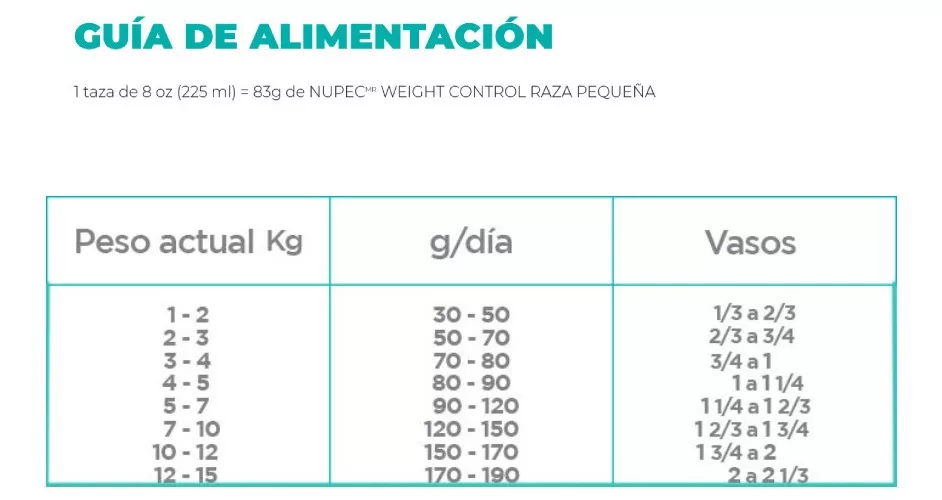 GUÍA DE ALIMENTACIÓN
1 taza de 8 oz (225 ml) = 83g de NUPEC MR WEIGHT CONTROL RAZA PEQUEÑA
Peso actual Kg g/día Vasos
1 - 2 30 - 50 1/3 a 2/3
2 - 3 50 - 70 2/3 a 3/4
3 - 4 70 - 80 3/4 a 1
4 - 5 80 - 90 1 a 1 1/4
5 - 7 90 - 120 1 1/4 a 1 2/3
7 - 10 120 - 150 1 2/3 a 1 3/4
10 - 12 150 - 170 1 3/4 a 2
12 - 15 170 - 190 2 a 2 1/3